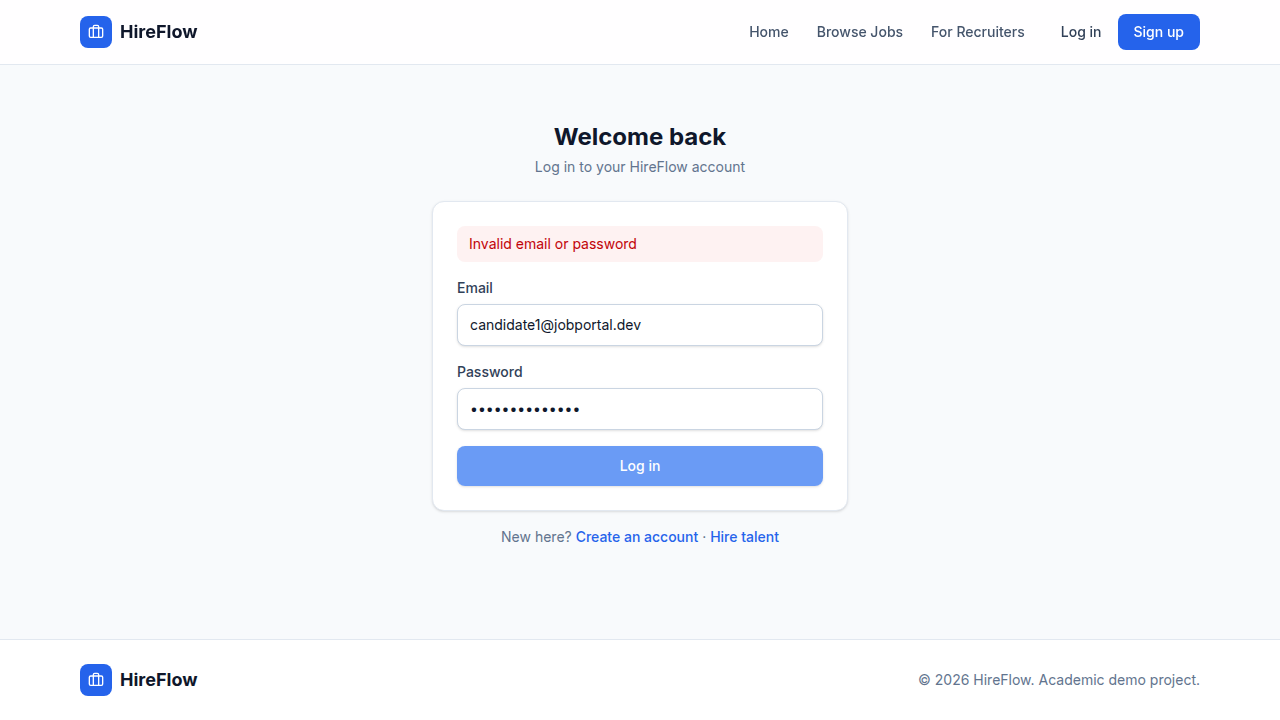 HireFlow Home Browse Jobs For Recruiters Log in Sign up
Welcome back
Log in to your HireFlow account
Invalid email or password
Email
candidate1@jobportal.dev
Password
••••••••••••••
Log in
New here? Create an account · Hire talent
HireFlow © 2026 HireFlow. Academic demo project.